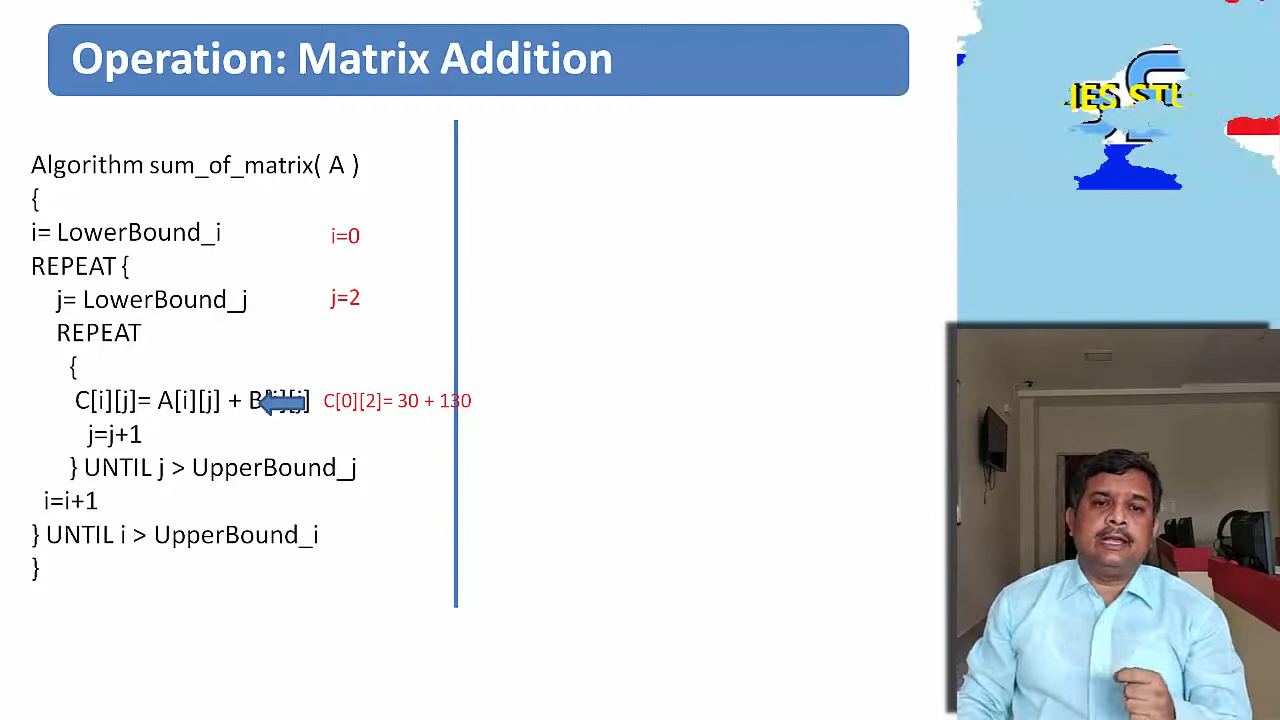 Operation: Matrix Addition
Algorithm sum_of_matrix( A )
{
i= LowerBound_i
i=0
REPEAT {
j= LowerBound_j
j=2
REPEAT
{
C[i][j]= A[i][j] + B[i][j]
C[0][2]= 30 + 130
j=j+1
} UNTIL j > UpperBound_j
i=i+1
} UNTIL i > UpperBound_i
}